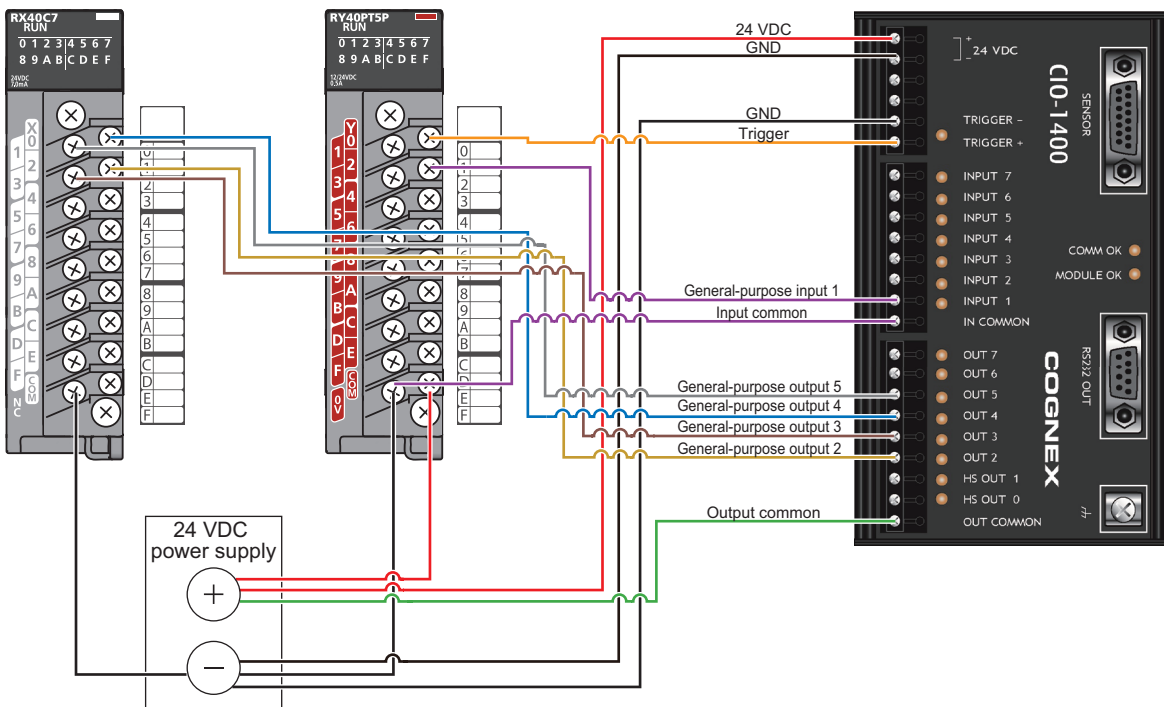 RX40C7
RUN
0 1 2 3 4 5 6 7
8 9 A B C D E F
24VDC
7.0mA
X
0
1
2
3
4
5
6
7
8
9
A
B
C
D
E
F
COM
NC
0
1
2
3
4
5
6
7
8
9
A
B
C
D
E
F
RY40PT5P
RUN
0 1 2 3 4 5 6 7
8 9 A B C D E F
12/24VDC
0.5A
Y
0
1
2
3
4
5
6
7
8
9
A
B
C
D
E
F
COM
0V
0
1
2
3
4
5
6
7
8
9
A
B
C
D
E
F
24 VDC
GND
GND
Trigger
General-purpose input 1
Input common
General-purpose output 5
General-purpose output 4
General-purpose output 3
General-purpose output 2
Output common
24 VDC
power supply
+
−
+
24 VDC
−
TRIGGER −
TRIGGER +
INPUT 7
INPUT 6
INPUT 5
INPUT 4
INPUT 3
INPUT 2
INPUT 1
IN COMMON
OUT 7
OUT 6
OUT 5
OUT 4
OUT 3
OUT 2
HS OUT 1
HS OUT 0
OUT COMMON
CIO-1400
SENSOR
COMM OK
MODULE OK
COGNEX
RS232 OUT